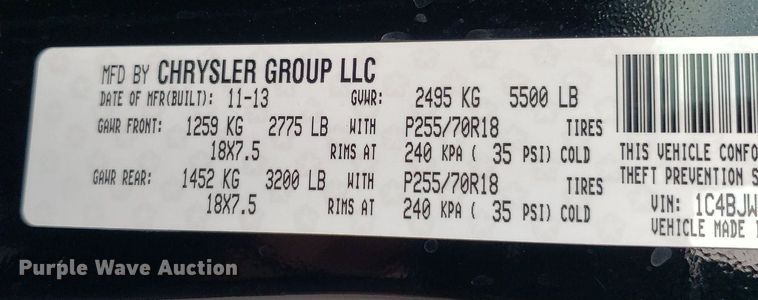 MFD BY CHRYSLER GROUP LLC
DATE OF MFR(BUILT): 11-13 GVWR: 2495 KG 5500 LB
GAWR FRONT: 1259 KG 2775 LB WITH P255/70R18 TIRES
18X7.5 RIMS AT 240 KPA ( 35 PSI) COLD
GAWR REAR: 1452 KG 3200 LB WITH P255/70R18 TIRES
18X7.5 RIMS AT 240 KPA ( 35 PSI) COLD
THIS VEHICLE CONFO
THEFT PREVENTION S
VIN: 1C4BJW
VEHICLE MADE
Purple Wave Auction